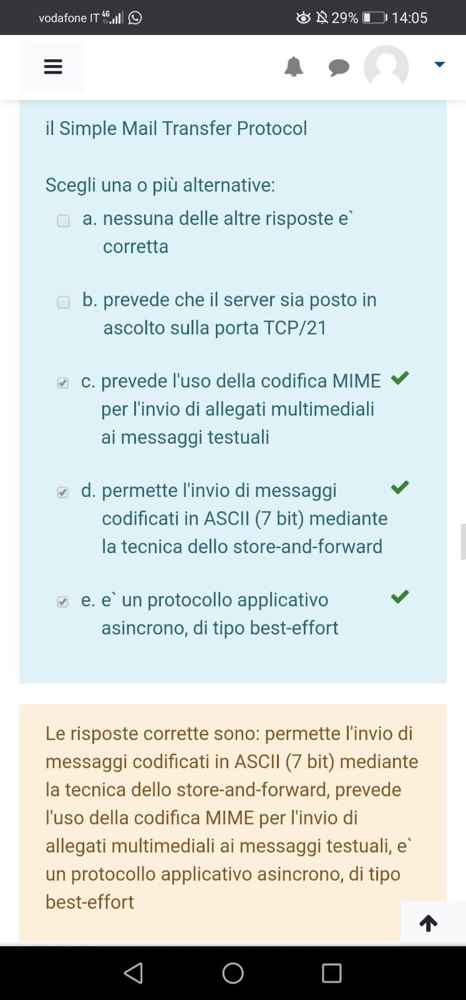 vodafone IT 4G 29% 14:05
il Simple Mail Transfer Protocol
Scegli una o più alternative:
a. nessuna delle altre risposte e`
corretta
b. prevede che il server sia posto in
ascolto sulla porta TCP/21
c. prevede l'uso della codifica MIME
per l'invio di allegati multimediali
ai messaggi testuali
d. permette l'invio di messaggi
codificati in ASCII (7 bit) mediante
la tecnica dello store-and-forward
e. e` un protocollo applicativo
asincrono, di tipo best-effort
Le risposte corrette sono: permette l'invio di
messaggi codificati in ASCII (7 bit) mediante
la tecnica dello store-and-forward, prevede
l'uso della codifica MIME per l'invio di
allegati multimediali ai messaggi testuali, e`
un protocollo applicativo asincrono, di tipo
best-effort